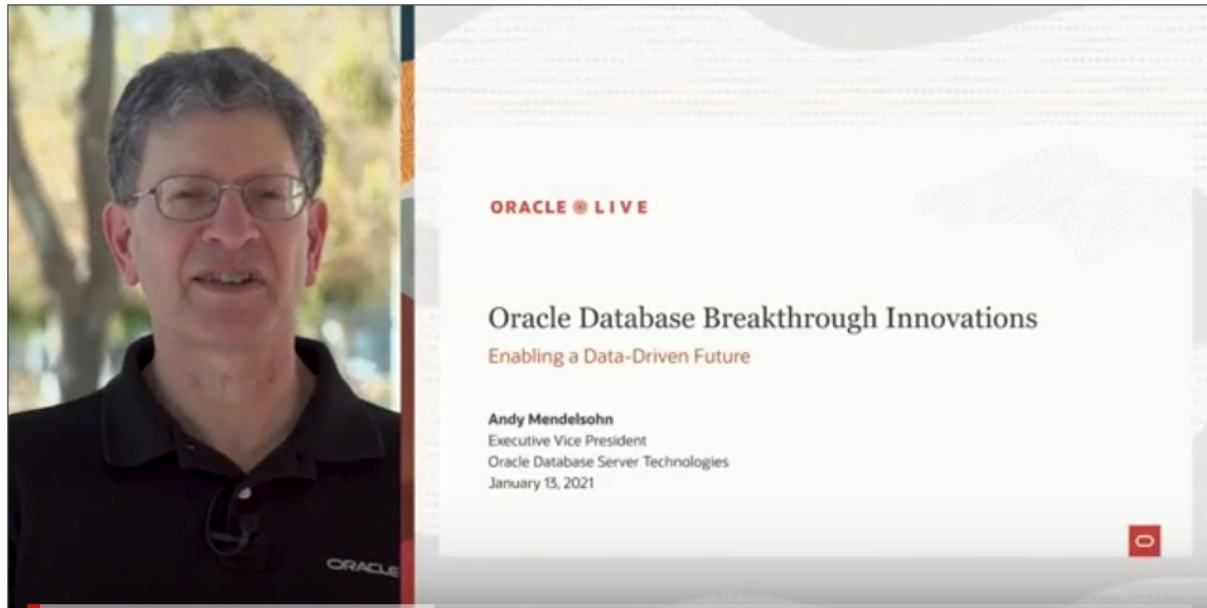 ORACLE LIVE
Oracle Database Breakthrough Innovations
Enabling a Data-Driven Future
Andy Mendelsohn
Executive Vice President
Oracle Database Server Technologies
January 13, 2021
ORACLE